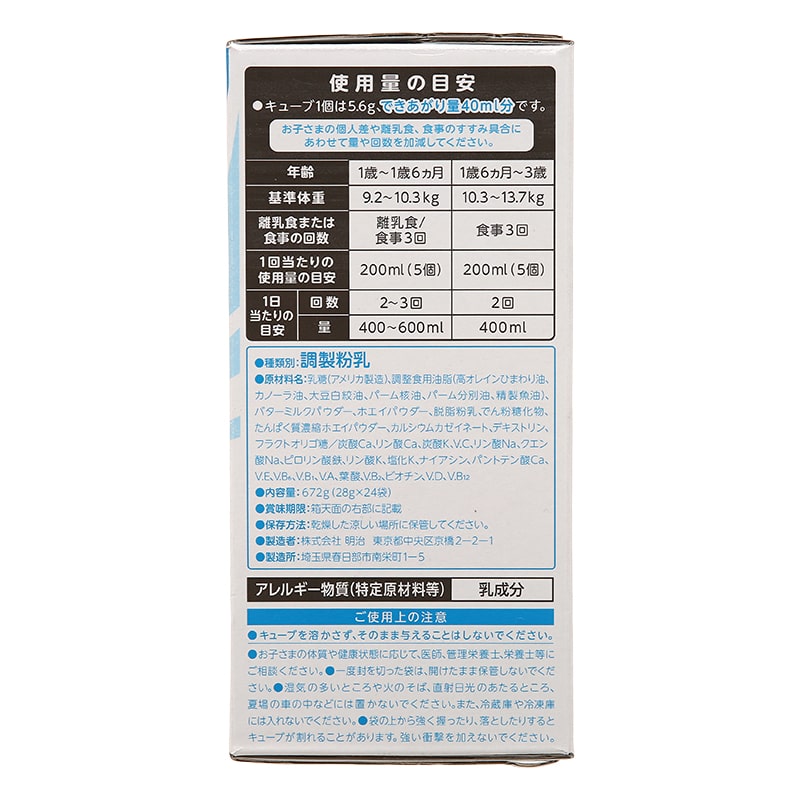 使用量の目安
●キューブ1個は5.6g、できあがり量40ml分です。
お子さまの個人差や離乳食、食事のすすみ具合に
あわせて量や回数を加減してください。
年齢 1歳～1歳6ヵ月 1歳6ヵ月～3歳
基準体重 9.2～10.3kg 10.3～13.7kg
離乳食または 離乳食/ 食事3回
食事の回数 食事3回
1回当たりの 200ml(5個) 200ml(5個)
使用量の目安
1日 回数 2～3回 2回
当たりの
目安 量 400～600ml 400ml
●種類別:調製粉乳
●原材料名:乳糖(アメリカ製造)、調整食用油脂(高オレインひまわり油、
カノーラ油、大豆白絞油、パーム核油、パーム分別油、精製魚油)、
バターミルクパウダー、ホエイパウダー、脱脂粉乳、でん粉糖化物、
たんぱく質濃縮ホエイパウダー、カルシウムカゼイネート、デキストリン、
フラクトオリゴ糖/炭酸Ca、リン酸Ca、炭酸K、V.C、リン酸Na、クエン
酸Na、ピロリン酸鉄、リン酸K、塩化K、ナイアシン、パントテン酸Ca、
V.E、V.B6、V.B1、V.A、葉酸、V.B2、ビオチン、V.D、V.B12
●内容量:672g(28g×24袋)
●賞味期限:箱天面の右部に記載
●保存方法:乾燥した涼しい場所に保管してください。
●製造者:株式会社 明治 東京都中央区京橋2-2-1
●製造所:埼玉県春日部市南栄町1-5
アレルギー物質(特定原材料等) 乳成分
ご使用上の注意
●キューブを溶かさず、そのまま与えることはしないでください。
●お子さまの体質や健康状態に応じて、医師、管理栄養士、栄養士等に
ご相談ください。●一度封を切った袋は、開けたまま保管しないでくだ
さい。●湿気の多いところや火のそば、直射日光のあたるところ、
夏場の車の中などには置かないでください。また、冷蔵庫や冷凍庫
には入れないでください。●袋の上から強く握ったり、落としたりすると
キューブが割れることがあります。強い衝撃を加えないでください。